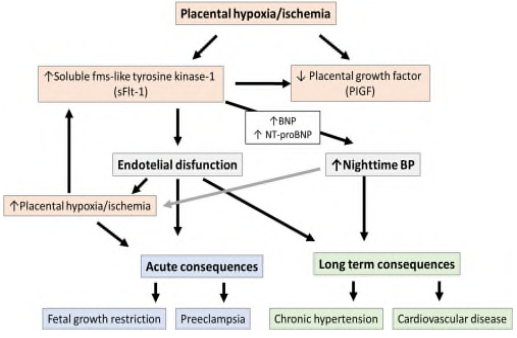 Placental hypoxia/ischemia
↑Soluble fms-like tyrosine kinase-1
(sFlt-1)
↓ Placental growth factor
(PlGF)
↑BNP
↑ NT-proBNP
Endotelial disfunction
↑Nighttime BP
↑Placental hypoxia/ischemia
Acute consequences
Long term consequences
Fetal growth restriction
Preeclampsia
Chronic hypertension
Cardiovascular disease